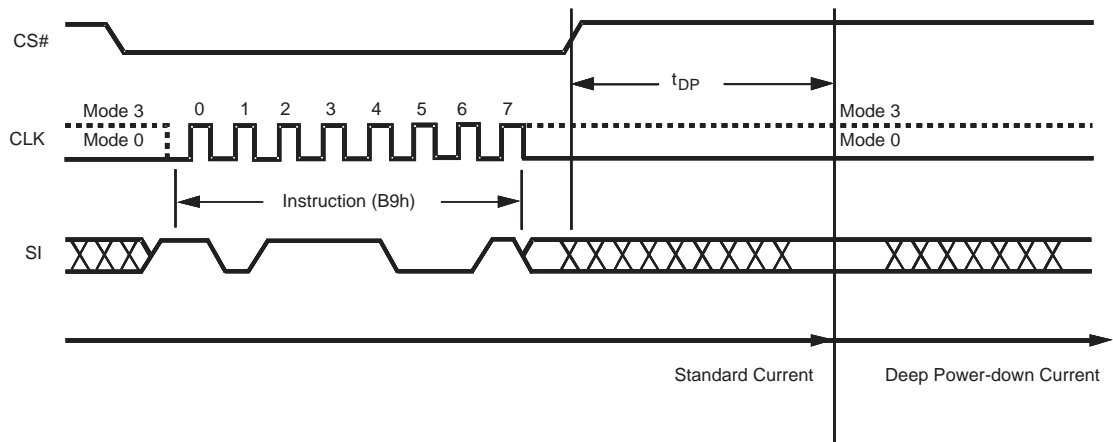 CS#
tDP
Mode 3 0 1 2 3 4 5 6 7 Mode 3
CLK Mode 0 Mode 0
Instruction (B9h)
SI
Standard Current Deep Power-down Current